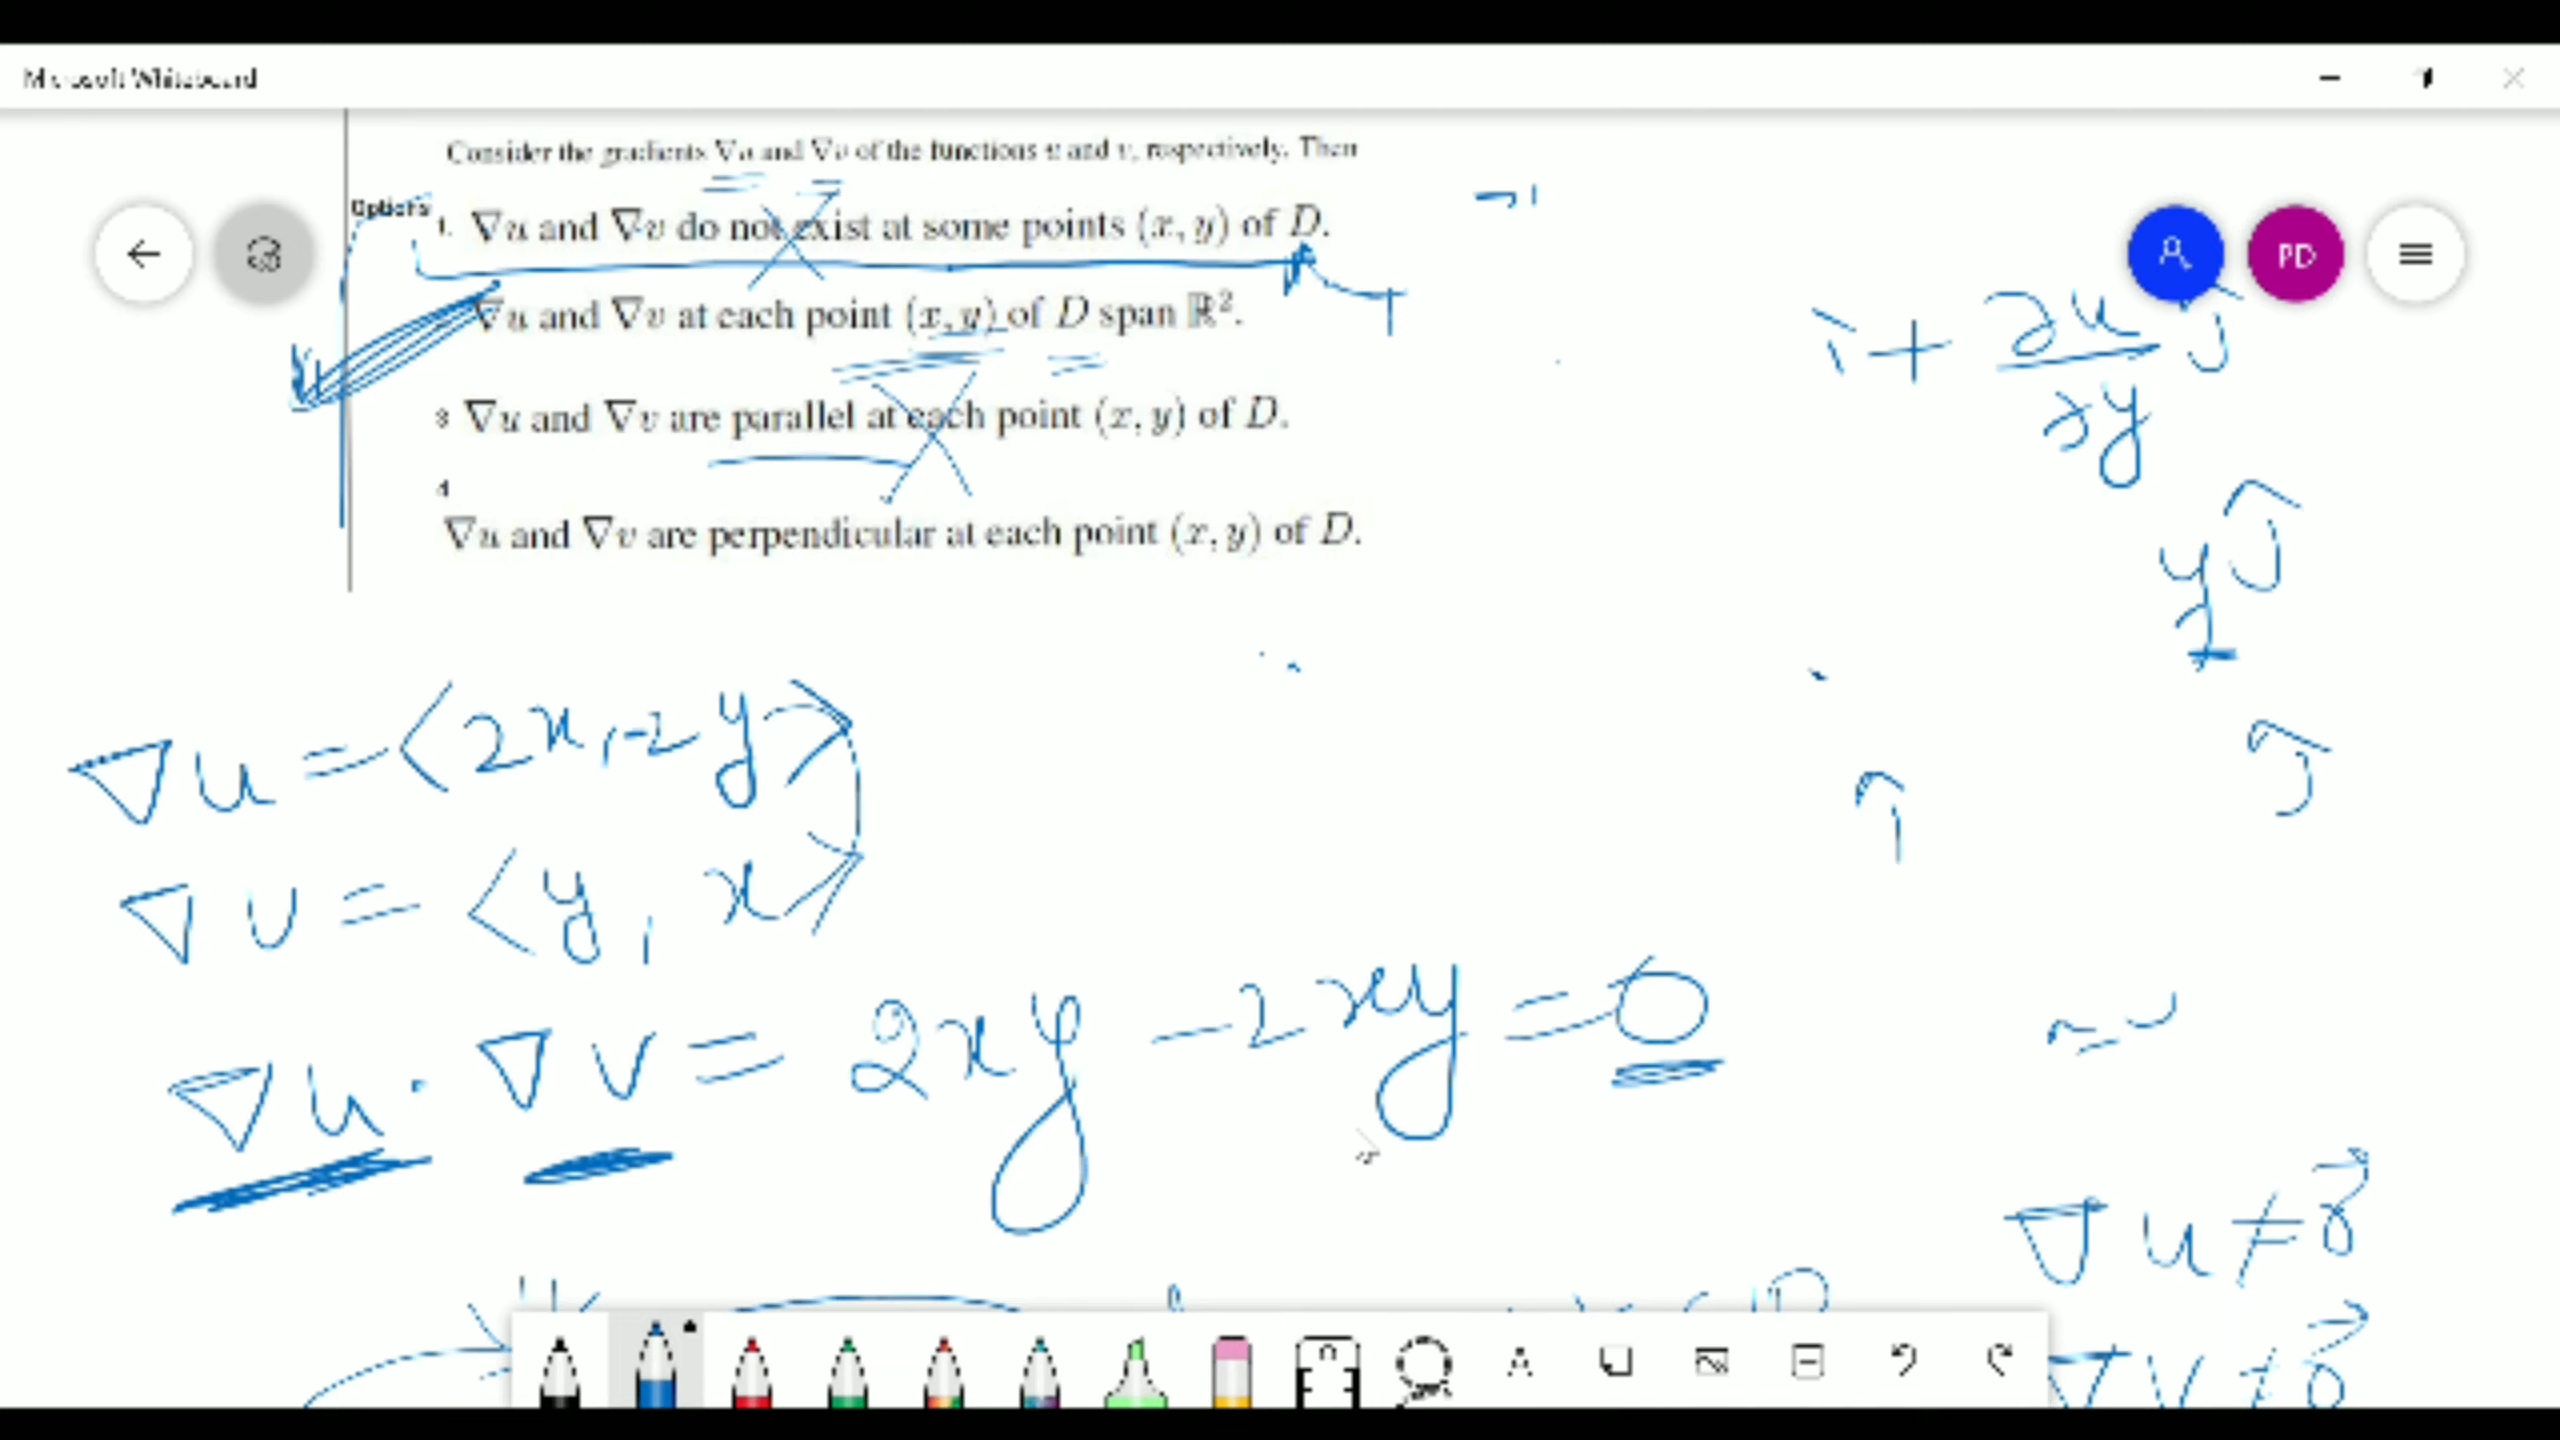 Microsoft Whiteboard
Consider the gradients ∇u and ∇v of the functions u and v, respectively. Then
Options
1. ∇u and ∇v do not exist at some points (x, y) of D.
∇u and ∇v at each point (x, y) of D span ℝ².
3 ∇u and ∇v are parallel at each point (x, y) of D.
4
∇u and ∇v are perpendicular at each point (x, y) of D.
PD
î + ∂u/∂y ĵ
y ĵ
2
ĵ
î
∇u = <2x, -2y>
∇v = <y, x>
∇u · ∇v = 2xy - 2xy = 0
∇u ≠ 0⃗
∇v ≠ 0⃗